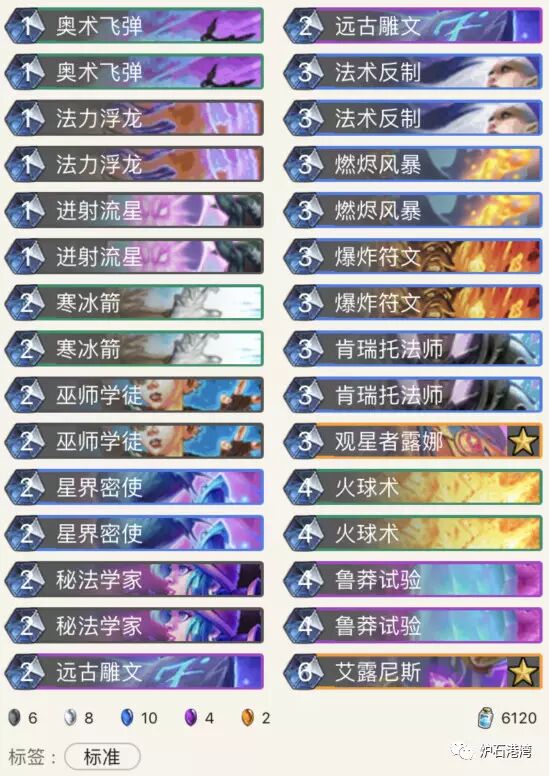 1 奥术飞弹
1 奥术飞弹
1 法力浮龙
1 法力浮龙
1 迸射流星
1 迸射流星
2 寒冰箭
2 寒冰箭
2 巫师学徒
2 巫师学徒
2 星界密使
2 星界密使
2 秘法学家
2 秘法学家
2 远古雕文
2 远古雕文
3 法术反制
3 法术反制
3 燃烬风暴
3 燃烬风暴
3 爆炸符文
3 爆炸符文
3 肯瑞托法师
3 肯瑞托法师
3 观星者露娜
4 火球术
4 火球术
4 鲁莽试验
4 鲁莽试验
6 艾露尼斯
6 8 10 4 2 6120
标签：标准
炉石港湾